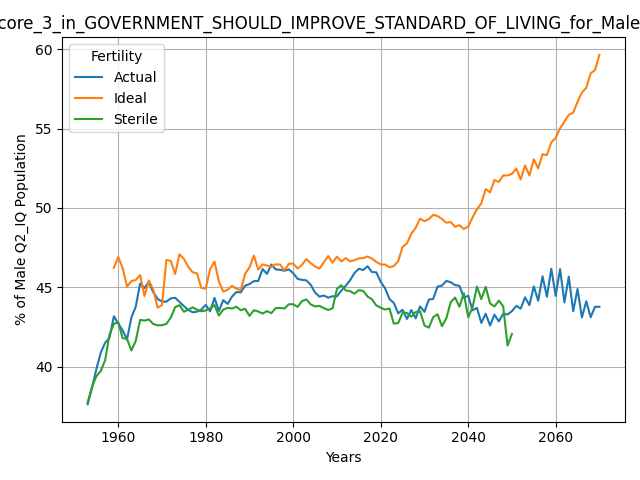 core_3_in_GOVERNMENT_SHOULD_IMPROVE_STANDARD_OF_LIVING_for_Male
Fertility
Actual
Ideal
Sterile
% of Male Q2_IQ Population
60
55
50
45
40
1960
1980
2000
2020
2040
2060
Years